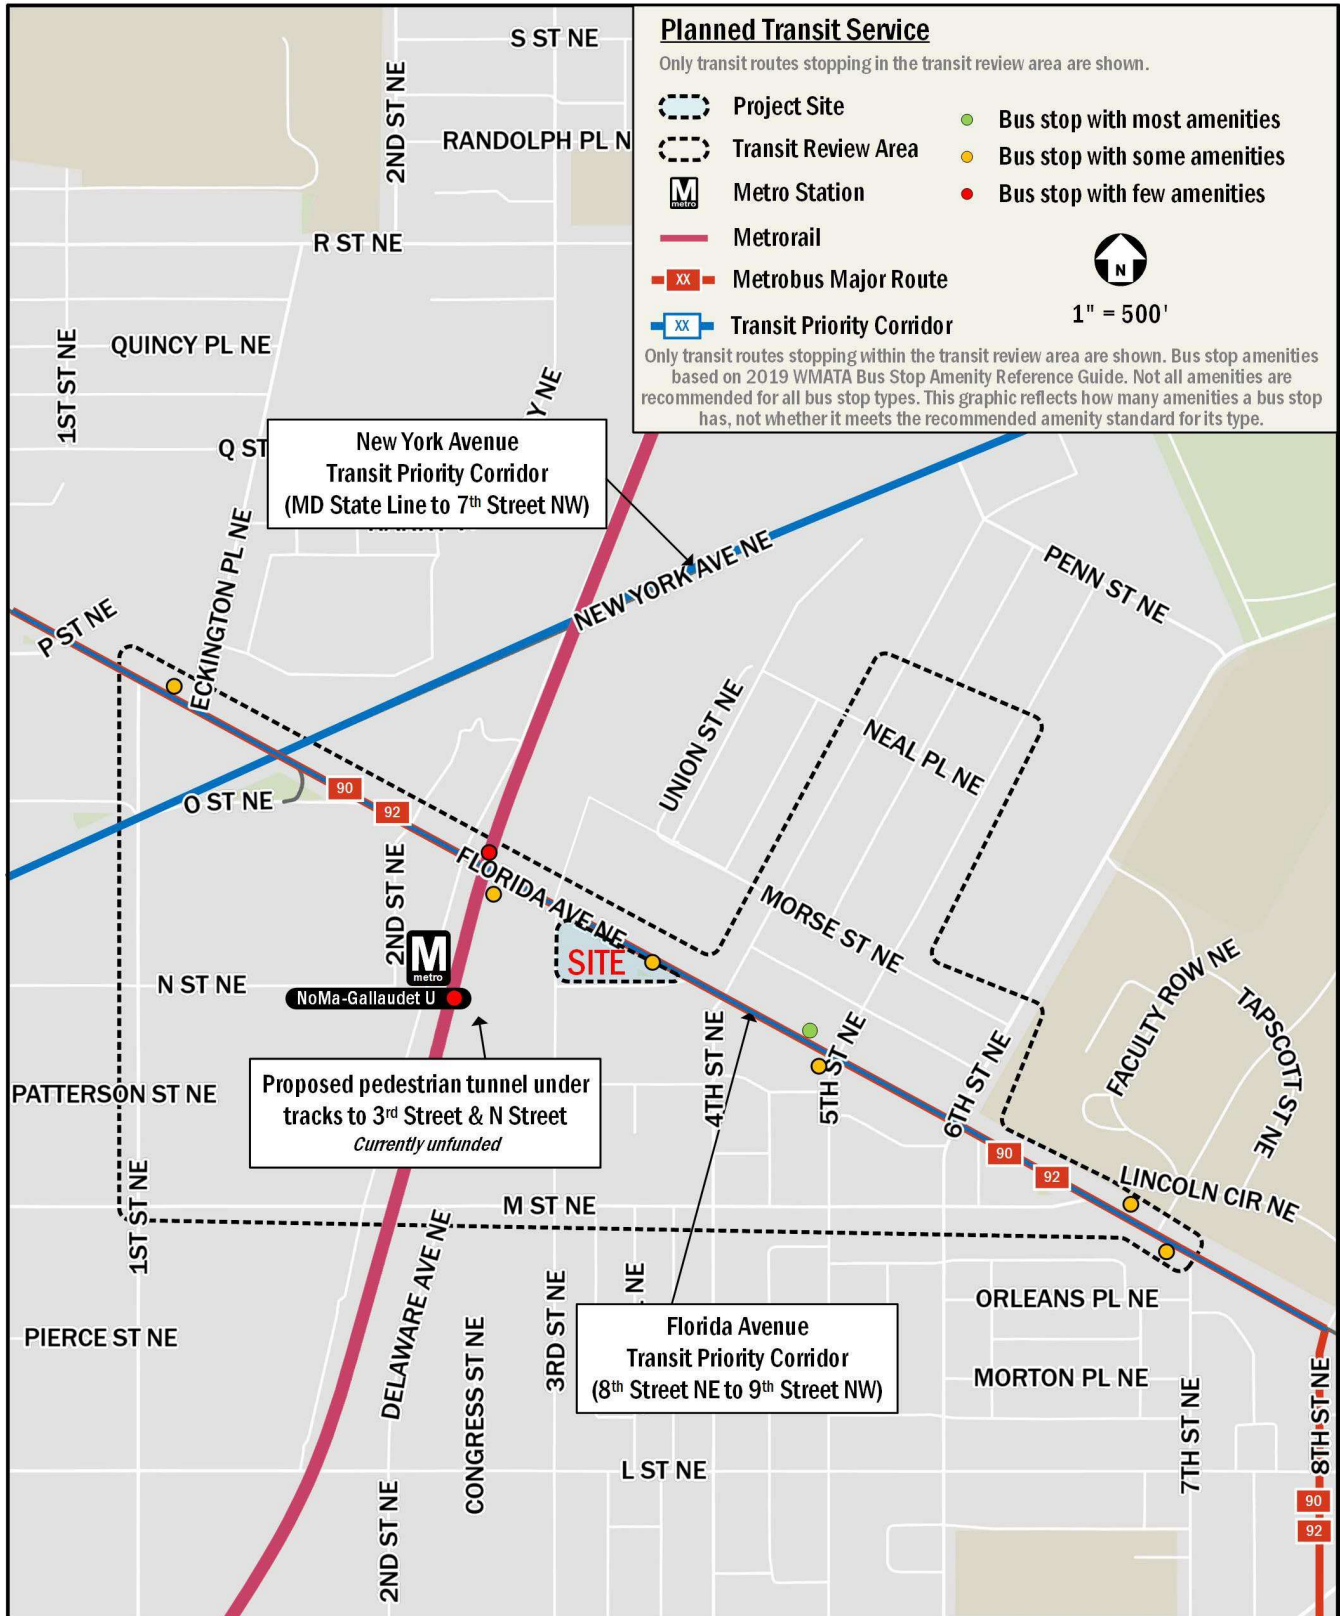 Planned Transit Service
Only transit routes stopping in the transit review area are shown.
Project Site
Transit Review Area
M
metro
Metro Station
Metrorail
XX
Metrobus Major Route
XX
Transit Priority Corridor
Bus stop with most amenities
Bus stop with some amenities
Bus stop with few amenities
N
1" = 500'
Only transit routes stopping within the transit review area are shown. Bus stop amenities
based on 2019 WMATA Bus Stop Amenity Reference Guide. Not all amenities are
recommended for all bus stop types. This graphic reflects how many amenities a bus stop
has, not whether it meets the recommended amenity standard for its type.
S ST NE
2ND ST NE
RANDOLPH PL N
R ST NE
1ST ST NE
QUINCY PL NE
Y NE
Q ST
New York Avenue
Transit Priority Corridor
(MD State Line to 7th Street NW)
NEW YORK AVE NE
PENN ST NE
ECKINGTON PL NE
P ST NE
UNION ST NE
NEAL PL NE
O ST NE
90
92
2ND ST NE
FLORIDA AVE NE
MORSE ST NE
SITE
M
metro
NoMa-Gallaudet U
N ST NE
FACULTY ROW NE
TAPSCOTT ST NE
4TH ST NE
5TH ST NE
6TH ST NE
Proposed pedestrian tunnel under
tracks to 3rd Street & N Street
Currently unfunded
PATTERSON ST NE
90
92
LINCOLN CIR NE
1ST ST NE
M ST NE
DELAWARE AVE NE
3RD ST NE
NE
ORLEANS PL NE
Florida Avenue
Transit Priority Corridor
(8th Street NE to 9th Street NW)
PIERCE ST NE
CONGRESS ST NE
MORTON PL NE
7TH ST NE
8TH ST NE
L ST NE
2ND ST NE
90
92